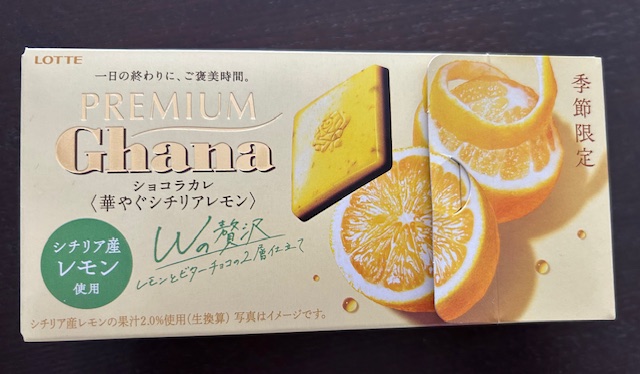 LOTTE
一日の終わりに、ご褒美時間。
PREMIUM
Ghana
ショコラカレ
〈華やぐシチリアレモン〉
季節限定
シチリア産
レモン
使用
Wの贅沢
レモンとビターチョコの2層仕立て
シチリア産レモンの果汁2.0%使用(生換算) 写真はイメージです。